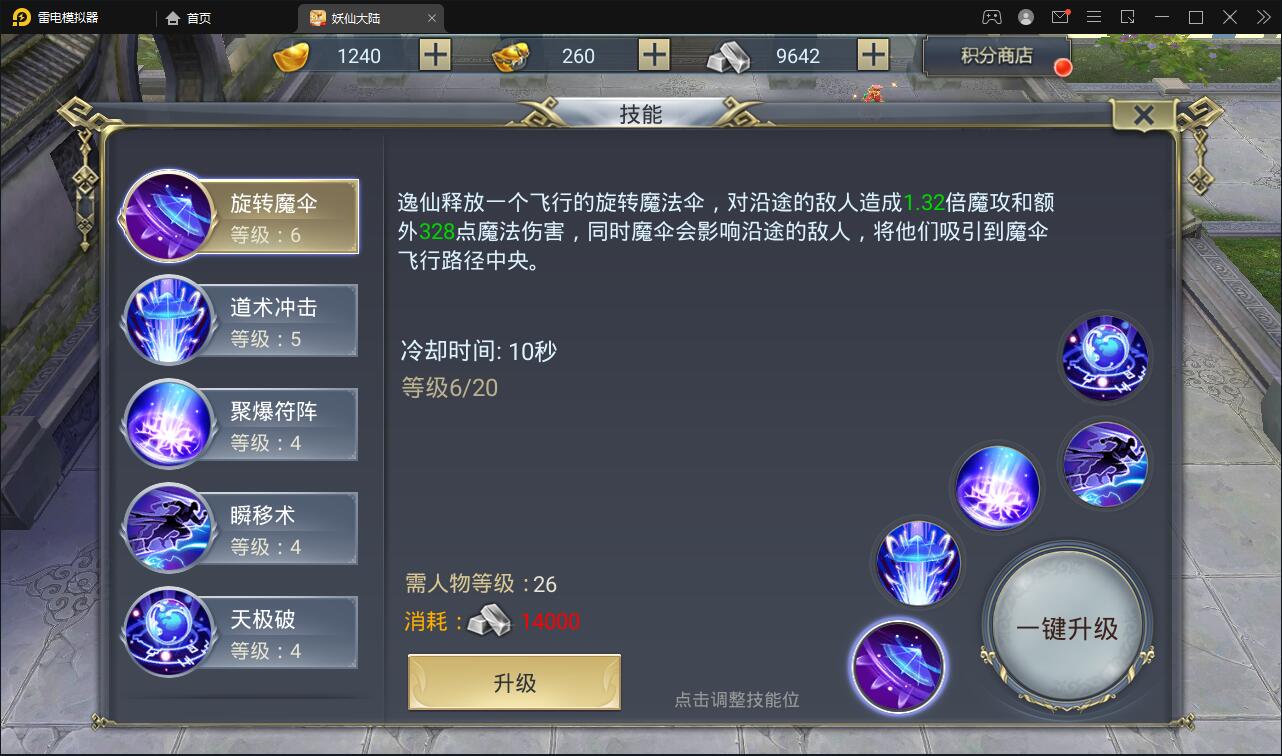 雷电模拟器
首页
妖仙大陆
1240
260
9642
积分商店
技能
旋转魔伞
等级：6
道术冲击
等级：5
聚爆符阵
等级：4
瞬移术
等级：4
天极破
等级：4
逸仙释放一个飞行的旋转魔法伞，对沿途的敌人造成1.32倍魔攻和额
外328点魔法伤害，同时魔伞会影响沿途的敌人，将他们吸引到魔伞
飞行路径中央。
冷却时间: 10秒
等级6/20
需人物等级：26
消耗：14000
升级
点击调整技能位
一键升级